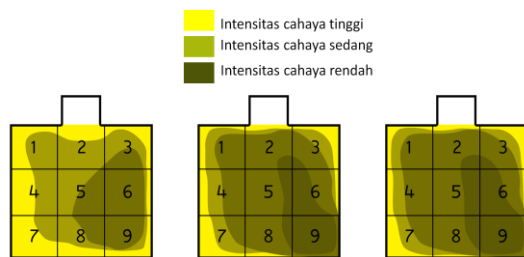 Intensitas cahaya tinggi
Intensitas cahaya sedang
Intensitas cahaya rendah
1 2 3 1 2 3 1 2 3
4 5 6 4 5 6 4 5 6
7 8 9 7 8 9 7 8 9